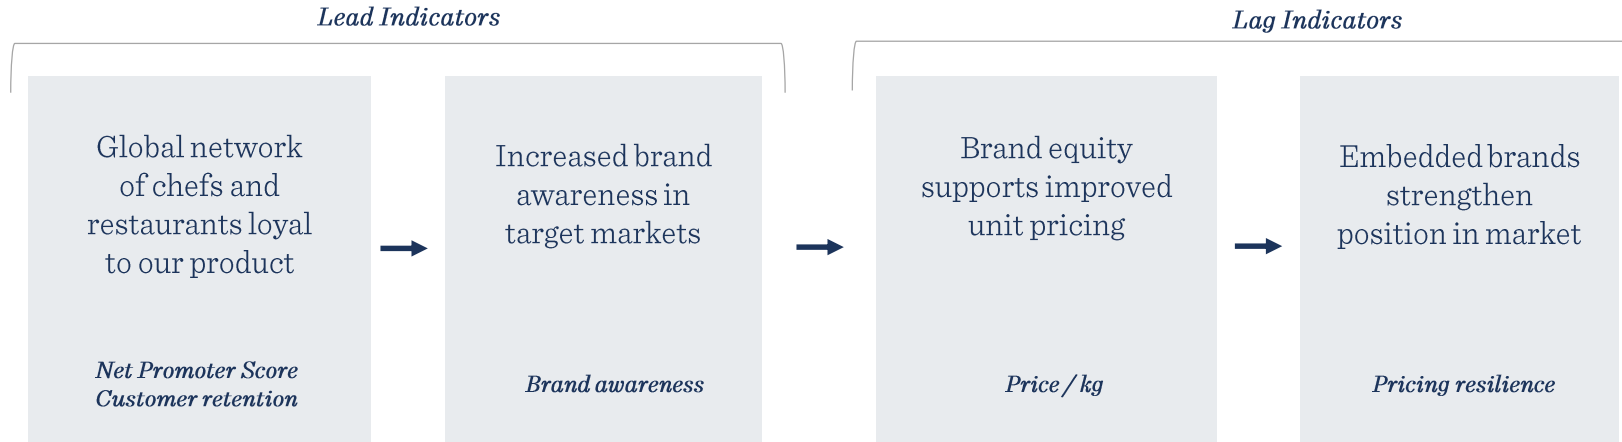 Lead Indicators
Lag Indicators
Global network
of chefs and
restaurants loyal
to our product
Net Promoter Score
Customer retention
Increased brand
awareness in
target markets
Brand awareness
Brand equity
supports improved
unit pricing
Price / kg
Embedded brands
strengthen
position in market
Pricing resilience